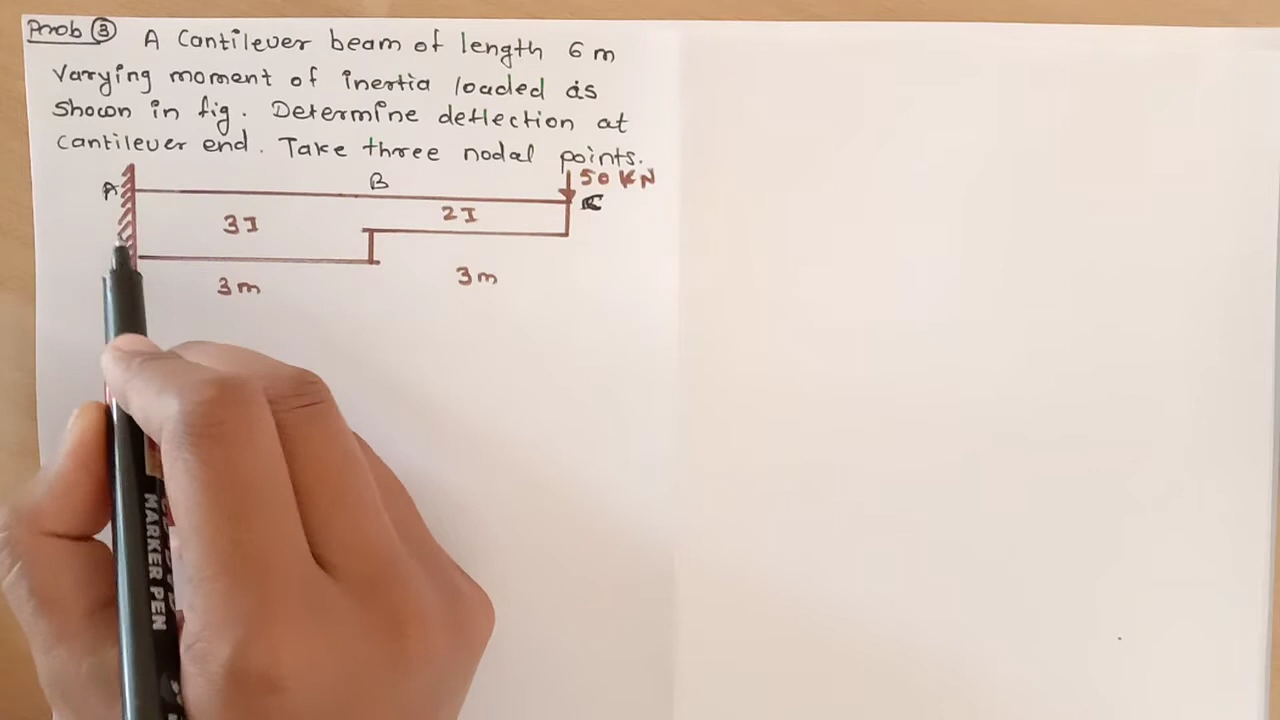 Prob ③ A Cantilever beam of length 6 m
Varying moment of inertia loaded as
Shown in fig. Determine deflection at
Cantilever end. Take three nodal points.
50 KN
A B C
3I 2I
3m 3m
MARKER PEN